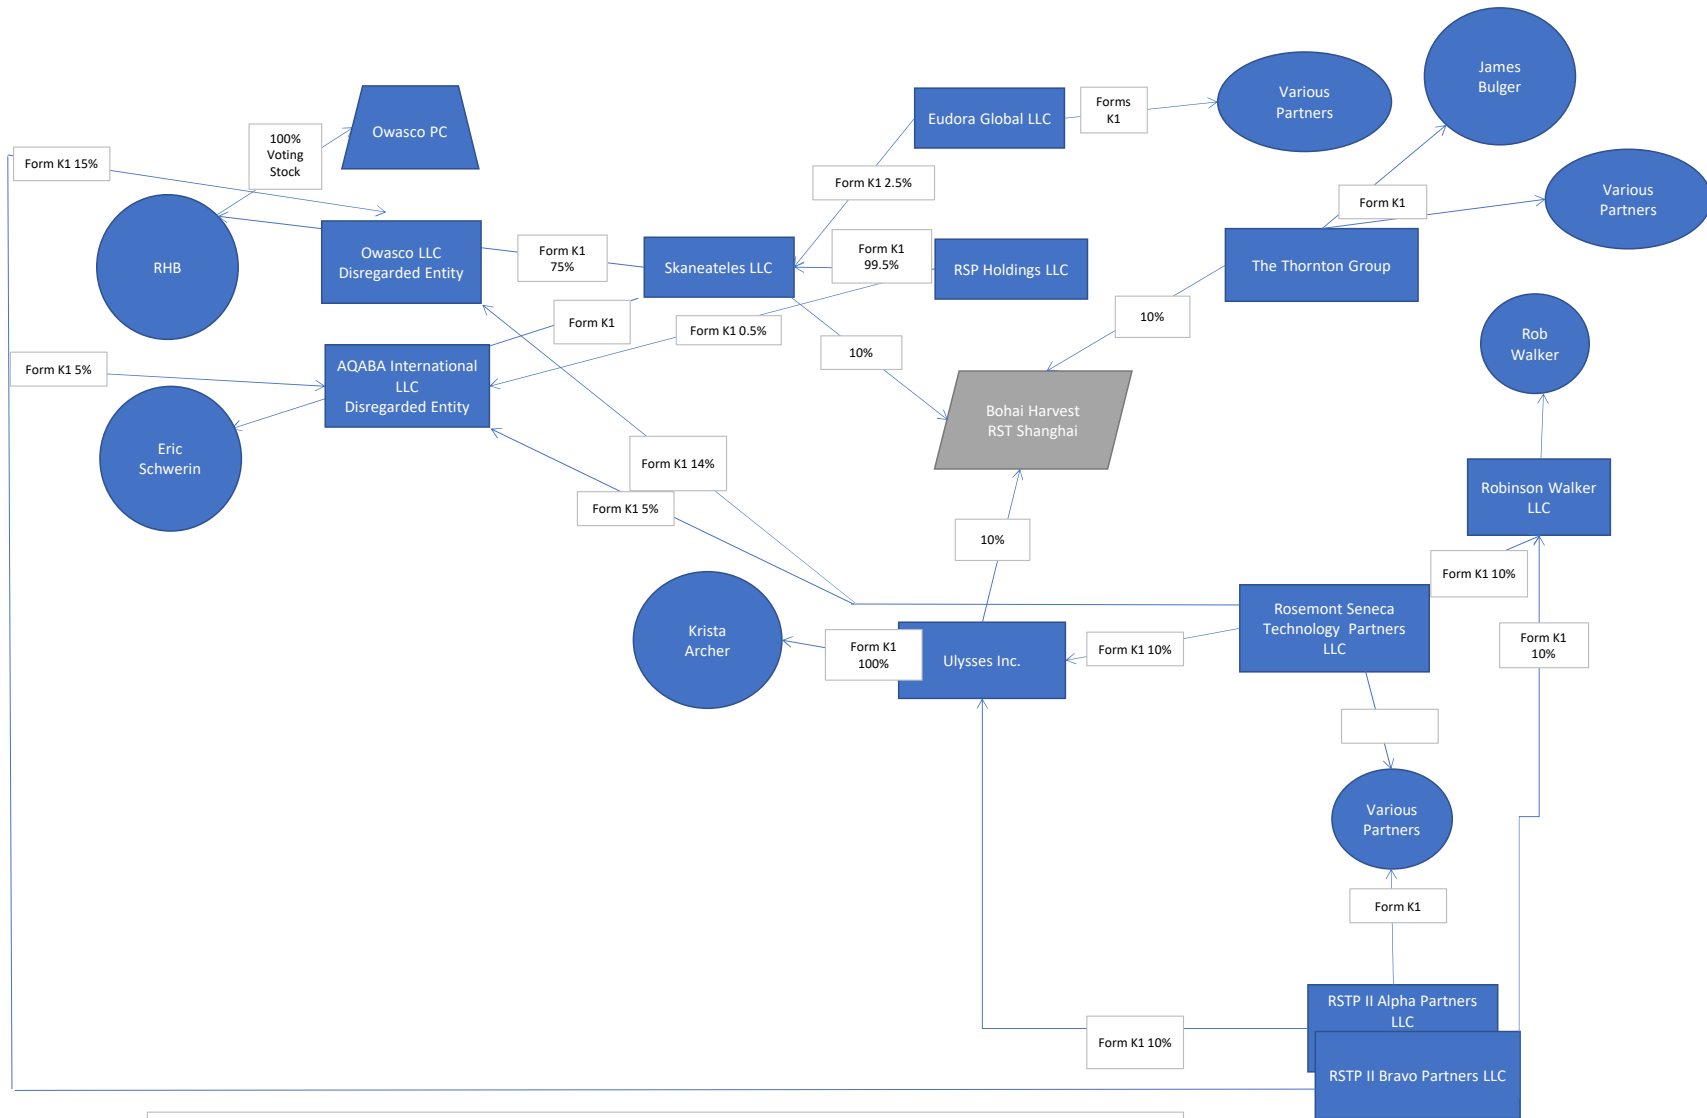 James
Bulger
Various
Partners
Eudora Global LLC
Forms
K1
Owasco PC
100%
Voting
Stock
Form K1 15%
Form K1 2.5%
Form K1
Various
Partners
RHB
Owasco LLC
Disregarded Entity
Form K1
75%
Skaneateles LLC
Form K1
99.5%
RSP Holdings LLC
The Thornton Group
Form K1
Form K1 0.5%
10%
10%
Rob
Walker
Form K1 5%
AQABA International
LLC
Disregarded Entity
Bohai Harvest
RST Shanghai
Eric
Schwerin
Form K1 14%
Form K1 5%
Robinson Walker
LLC
10%
Form K1 10%
Krista
Archer
Form K1
100%
Ulysses Inc.
Form K1 10%
Rosemont Seneca
Technology Partners
LLC
Form K1
10%
Various
Partners
Form K1
RSTP II Alpha Partners
LLC
Form K1 10%
RSTP II Bravo Partners LLC